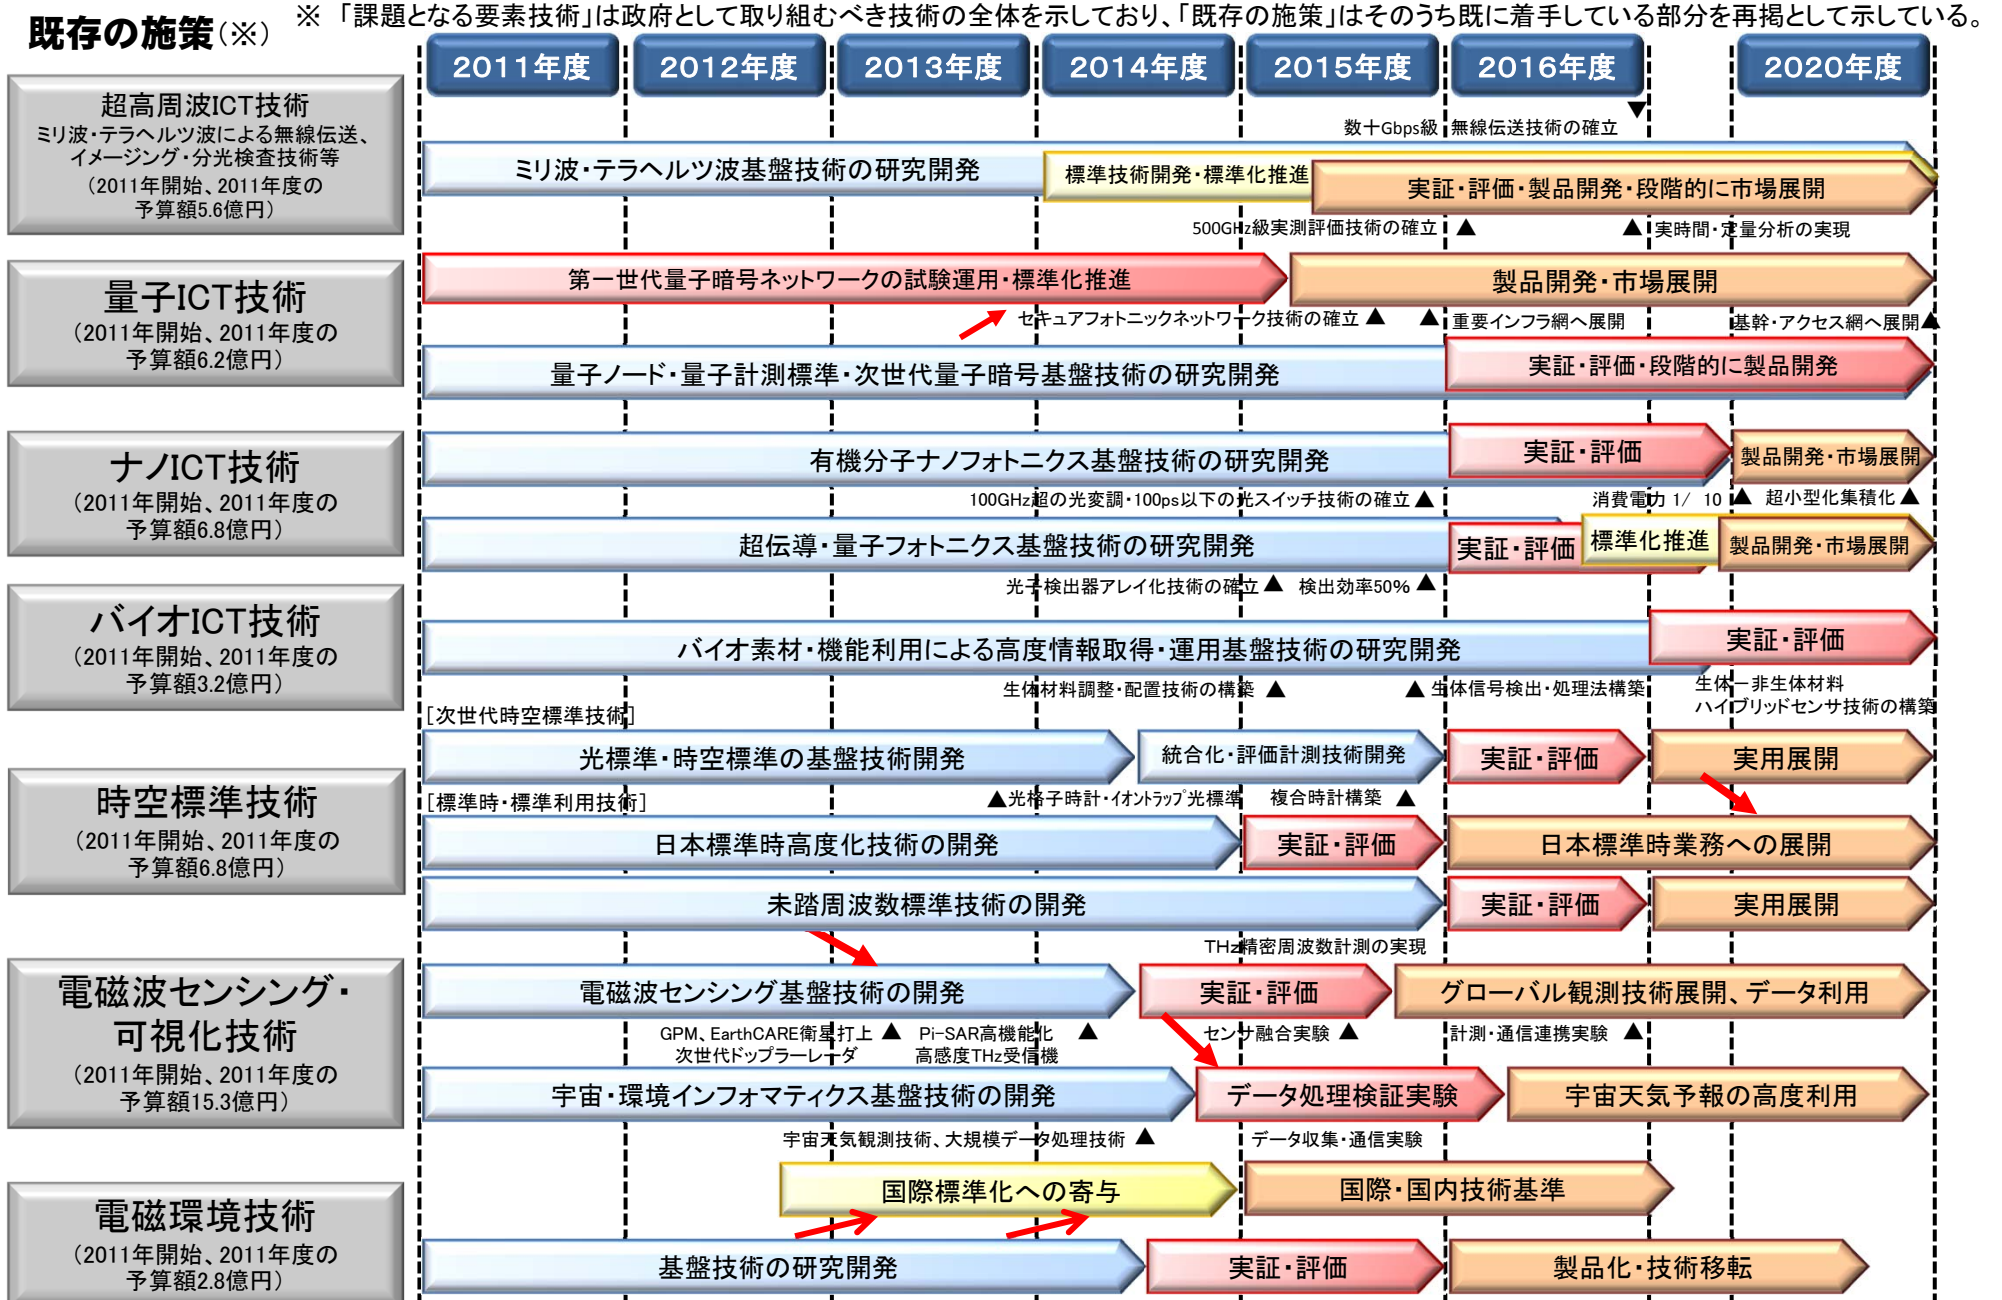 既存の施策(※)
※ 「課題となる要素技術」は政府として取り組むべき技術の全体を示しており、「既存の施策」はそのうち既に着手している部分を再掲として示している。
2011年度
2012年度
2013年度
2014年度
2015年度
2016年度
2020年度
超高周波ICT技術
ミリ波・テラヘルツ波による無線伝送、
イメージング・分光検査技術等
(2011年開始、2011年度の
予算額5.6億円)
数十Gbps級 無線伝送技術の確立 ▼
ミリ波・テラヘルツ波基盤技術の研究開発
標準技術開発・標準化推進
実証・評価・製品開発・段階的に市場展開
500GHz級実測評価技術の確立 ▲
▲ 実時間・定量分析の実現
量子ICT技術
(2011年開始、2011年度の
予算額6.2億円)
第一世代量子暗号ネットワークの試験運用・標準化推進
製品開発・市場展開
セキュアフォトニックネットワーク技術の確立 ▲
▲ 重要インフラ網へ展開
基幹・アクセス網へ展開▲
量子ノード・量子計測標準・次世代量子暗号基盤技術の研究開発
実証・評価・段階的に製品開発
ナノICT技術
(2011年開始、2011年度の
予算額6.8億円)
有機分子ナノフォトニクス基盤技術の研究開発
実証・評価
製品開発・市場展開
100GHz超の光変調・100ps以下の光スイッチ技術の確立 ▲
消費電力 1/ 10 ▲
超小型化集積化 ▲
超伝導・量子フォトニクス基盤技術の研究開発
実証・評価
標準化推進
製品開発・市場展開
光子検出器アレイ化技術の確立 ▲
検出効率50% ▲
バイオICT技術
(2011年開始、2011年度の
予算額3.2億円)
バイオ素材・機能利用による高度情報取得・運用基盤技術の研究開発
実証・評価
生体材料調整・配置技術の構築 ▲
▲ 生体信号検出・処理法構築
生体ー非生体材料
ハイブリッドセンサ技術の構築
時空標準技術
(2011年開始、2011年度の
予算額6.8億円)
[次世代時空標準技術]
光標準・時空標準の基盤技術開発
統合化・評価計測技術開発
実証・評価
実用展開
[標準時・標準利用技術]
▲光格子時計・イオントラップ光標準
複合時計構築 ▲
日本標準時高度化技術の開発
実証・評価
日本標準時業務への展開
未踏周波数標準技術の開発
実証・評価
実用展開
THz精密周波数計測の実現
電磁波センシング・
可視化技術
(2011年開始、2011年度の
予算額15.3億円)
電磁波センシング基盤技術の開発
実証・評価
グローバル観測技術展開、データ利用
GPM、EarthCARE衛星打上 ▲
次世代ドップラーレーダ
Pi-SAR高機能化 ▲
高感度THz受信機
センサ融合実験 ▲
計測・通信連携実験 ▲
宇宙・環境インフォマティクス基盤技術の開発
データ処理検証実験
宇宙天気予報の高度利用
宇宙天気観測技術、大規模データ処理技術 ▲
データ収集・通信実験
電磁環境技術
(2011年開始、2011年度の
予算額2.8億円)
国際標準化への寄与
国際・国内技術基準
基盤技術の研究開発
実証・評価
製品化・技術移転